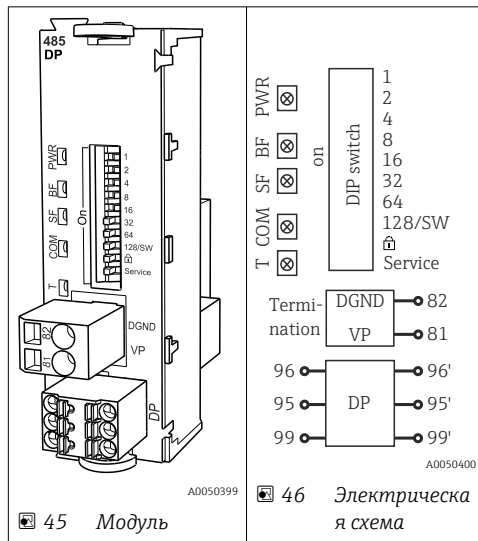 485
DP
PWR
BF
SF
COM
T
On
1
2
4
8
16
32
64
128/SW
Service
82
81
DGND
VP
DP
A0050399
45 Модуль
PWR
BF
SF
COM
T
on
DIP switch
1
2
4
8
16
32
64
128/SW
Service
Termi-
nation
DGND
VP
82
81
96
95
99
DP
96'
95'
99'
A0050400
46 Электрическа
я схема